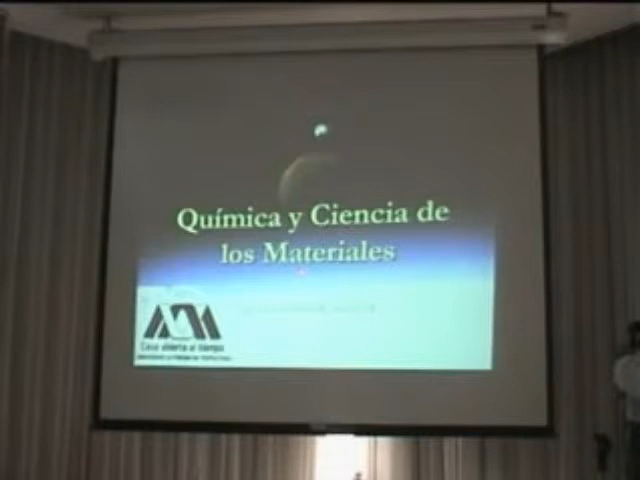 Química y Ciencia de
los Materiales
Casa abierta al tiempo